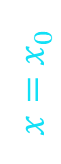 x = x₀